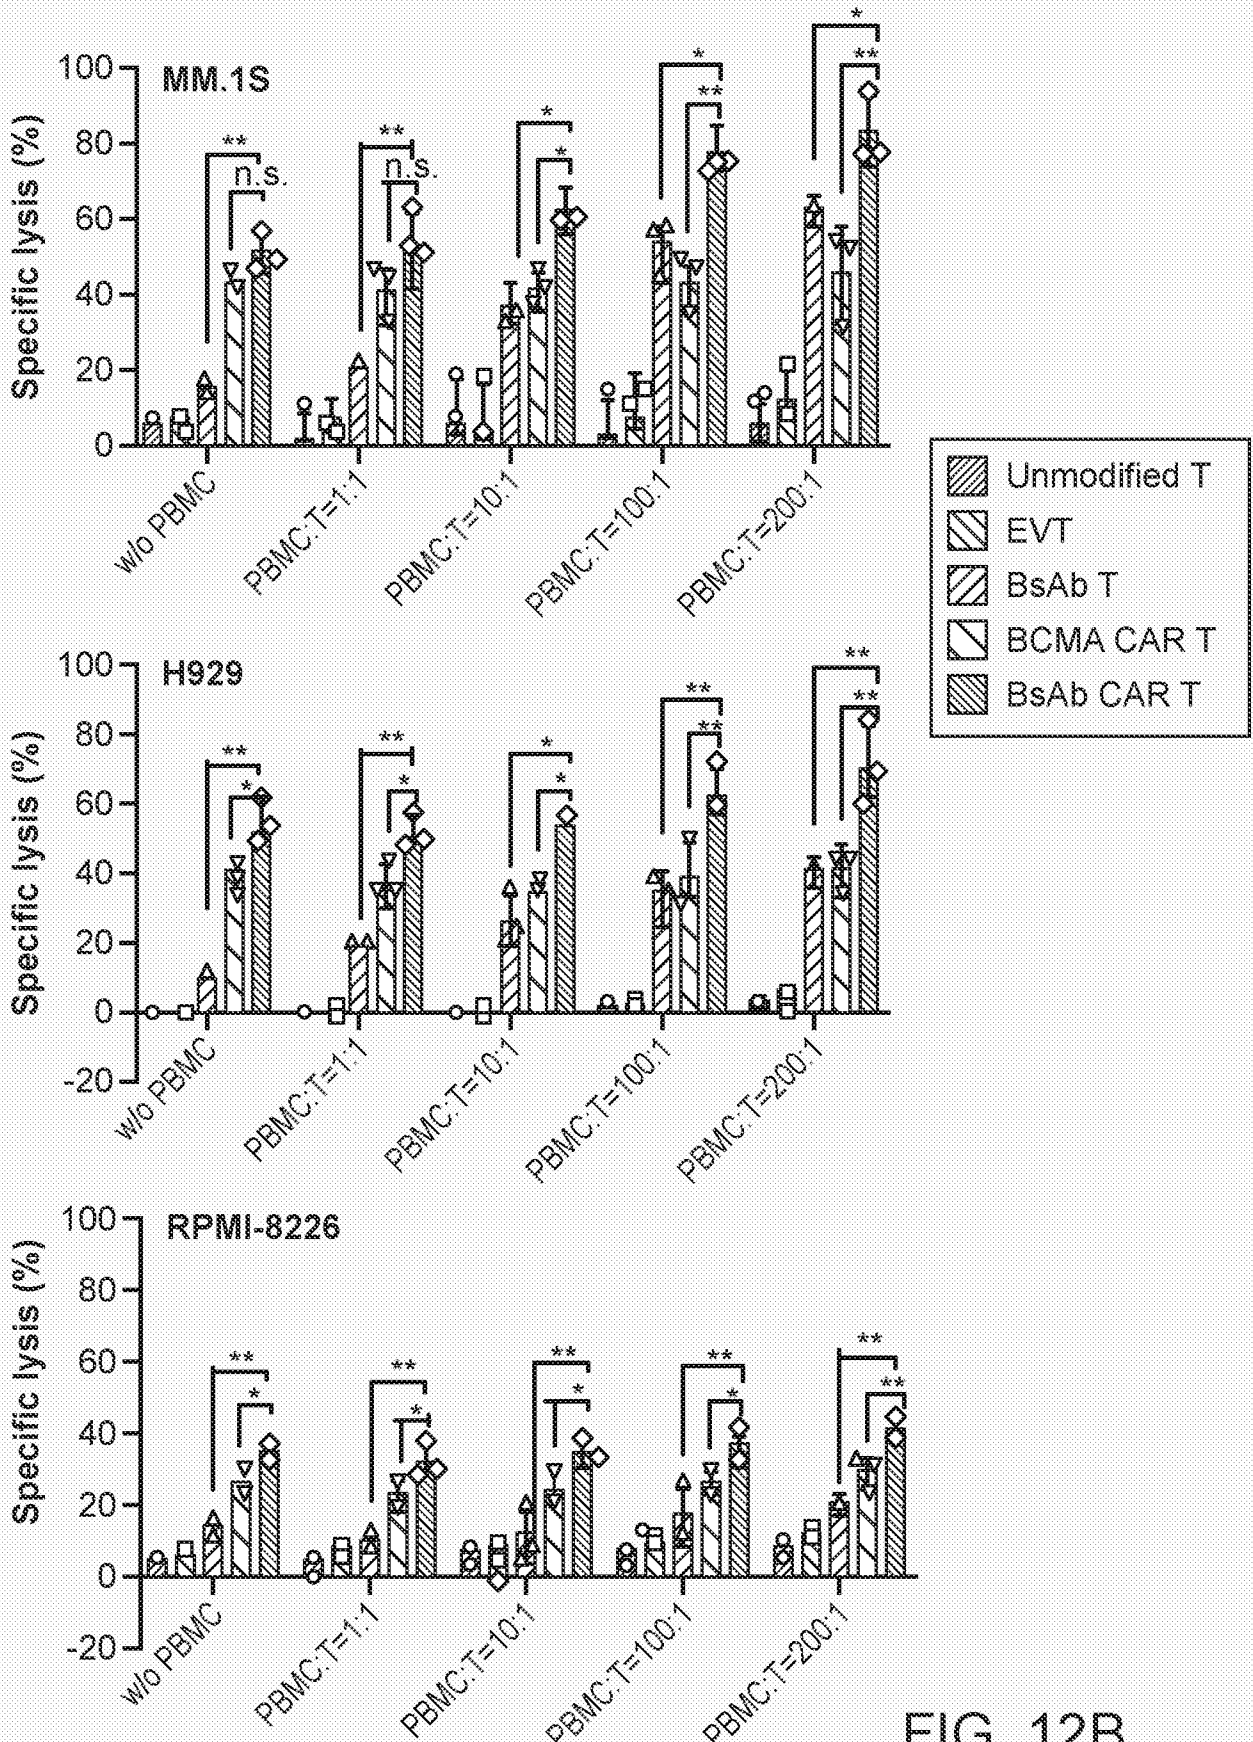 MM.1S
Specific lysis (%)
100
80
60
40
20
0
**
n.s.
**
n.s.
*
*
*
**
*
**
w/o PBMC
PBMC:T=1:1
PBMC:T=10:1
PBMC:T=100:1
PBMC:T=200:1
Unmodified T
EVT
BsAb T
BCMA CAR T
BsAb CAR T
H929
Specific lysis (%)
100
80
60
40
20
0
-20
**
*
**
*
*
*
**
**
**
**
w/o PBMC
PBMC:T=1:1
PBMC:T=10:1
PBMC:T=100:1
PBMC:T=200:1
RPMI-8226
Specific lysis (%)
100
80
60
40
20
0
-20
**
*
**
*
**
*
**
*
**
**
w/o PBMC
PBMC:T=1:1
PBMC:T=10:1
PBMC:T=100:1
PBMC:T=200:1
FIG. 12B